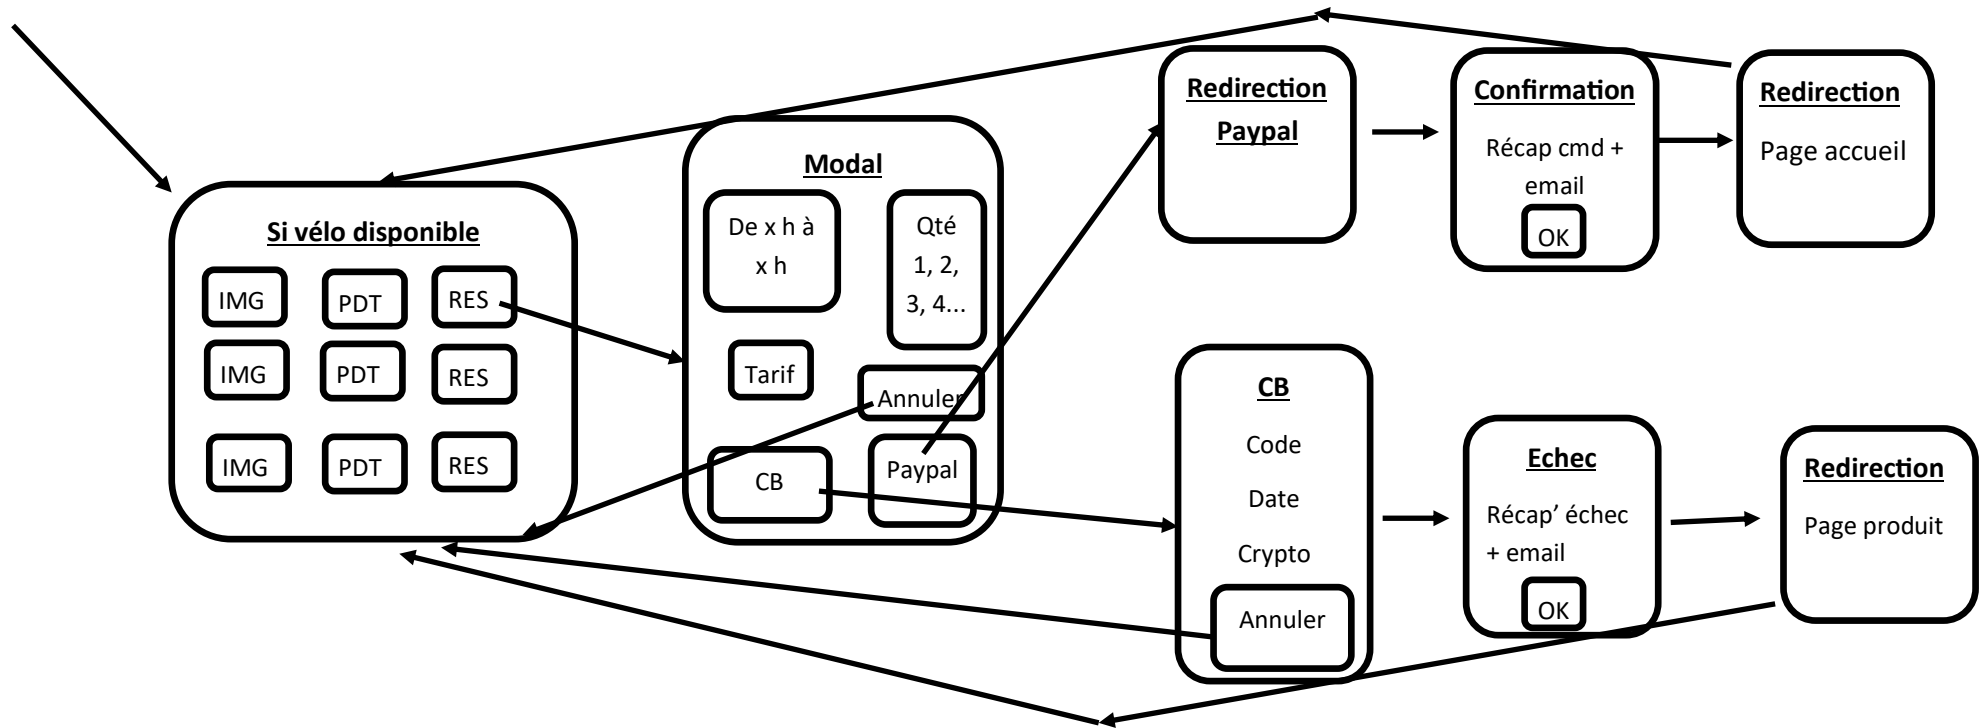 Si vélo disponible
IMG
PDT
RES
IMG
PDT
RES
IMG
PDT
RES
Modal
De x h à
x h
Qté
1, 2,
3, 4...
Tarif
Annuler
CB
Paypal
Redirection
Paypal
Confirmation
Récap cmd +
email
OK
Redirection
Page accueil
CB
Code
Date
Crypto
Annuler
Echec
Récap’ échec
+ email
OK
Redirection
Page produit